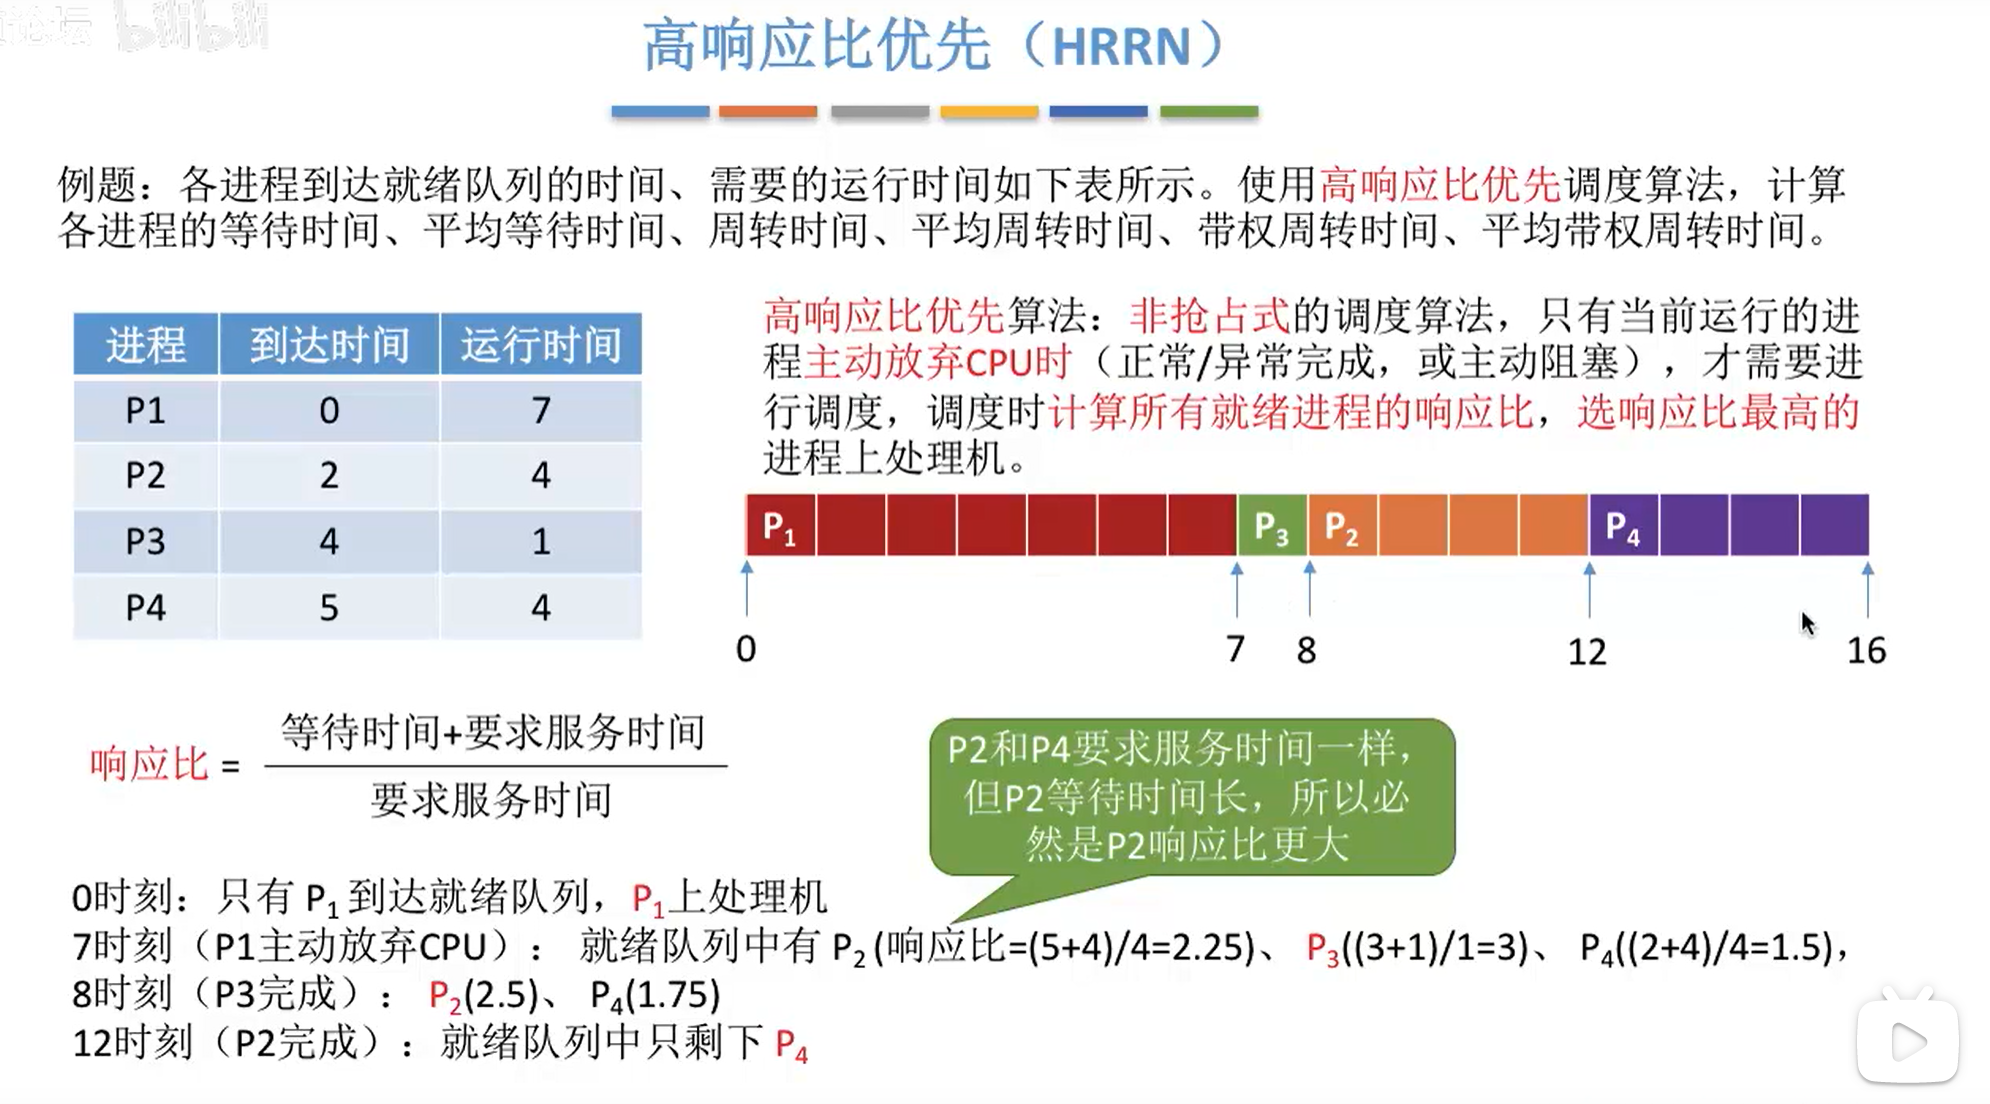 论坛 bilibili
高响应比优先（HRRN）
例题：各进程到达就绪队列的时间、需要的运行时间如下表所示。使用高响应比优先调度算法，计算
各进程的等待时间、平均等待时间、周转时间、平均周转时间、带权周转时间、平均带权周转时间。
进程 到达时间 运行时间
P1 0 7
P2 2 4
P3 4 1
P4 5 4
高响应比优先算法：非抢占式的调度算法，只有当前运行的进
程主动放弃CPU时（正常/异常完成，或主动阻塞），才需要进
行调度，调度时计算所有就绪进程的响应比，选响应比最高的
进程上处理机。
P1 P3 P2 P4
0 7 8 12 16
响应比 = 等待时间+要求服务时间
要求服务时间
P2和P4要求服务时间一样，
但P2等待时间长，所以必
然是P2响应比更大
0时刻：只有 P1 到达就绪队列，P1上处理机
7时刻（P1主动放弃CPU）： 就绪队列中有 P2 (响应比=(5+4)/4=2.25)、 P3((3+1)/1=3)、 P4((2+4)/4=1.5)，
8时刻（P3完成）： P2(2.5)、 P4(1.75)
12时刻（P2完成）：就绪队列中只剩下 P4